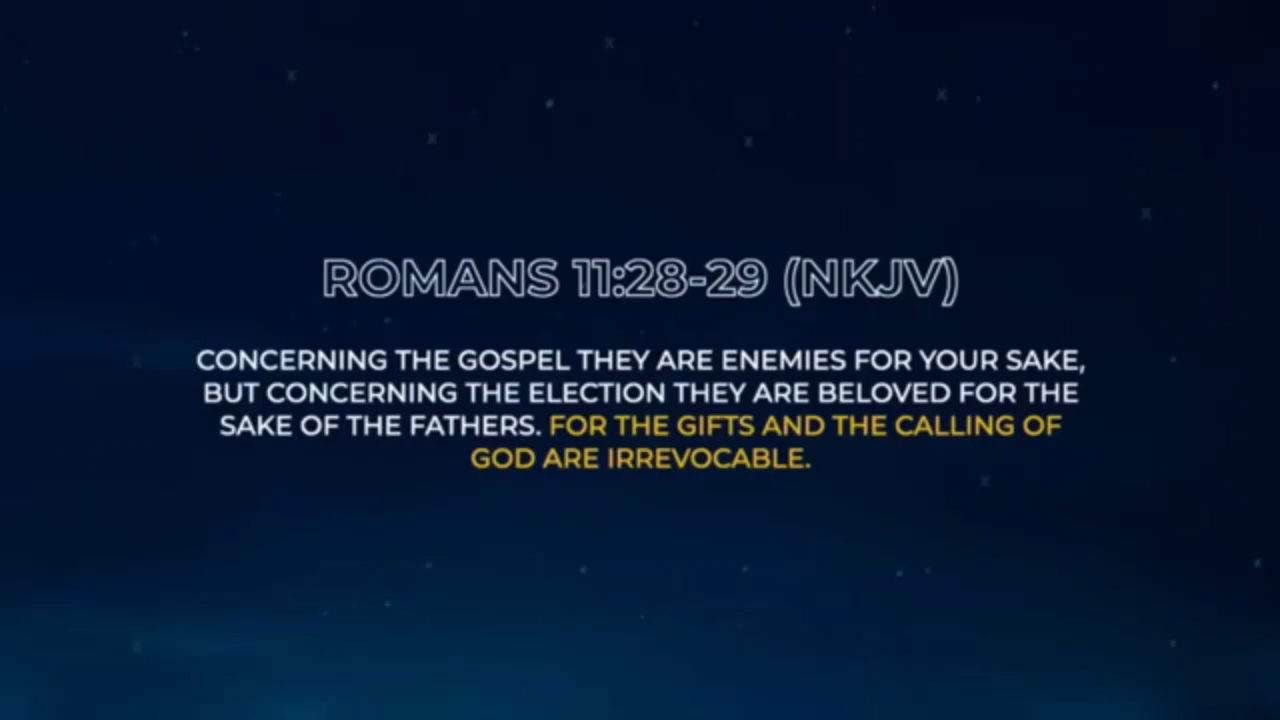 ROMANS 11:28-29 (NKJV)
CONCERNING THE GOSPEL THEY ARE ENEMIES FOR YOUR SAKE,
BUT CONCERNING THE ELECTION THEY ARE BELOVED FOR THE
SAKE OF THE FATHERS. FOR THE GIFTS AND THE CALLING OF
GOD ARE IRREVOCABLE.